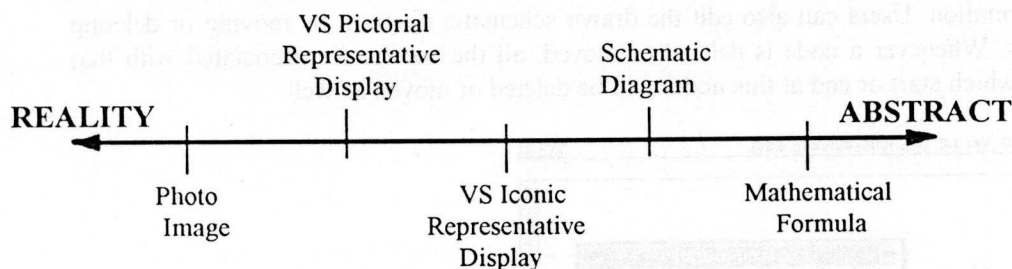 VS Pictorial
Representative
Display
Schematic
Diagram
REALITY
ABSTRACT
Photo
Image
VS Iconic
Representative
Display
Mathematical
Formula